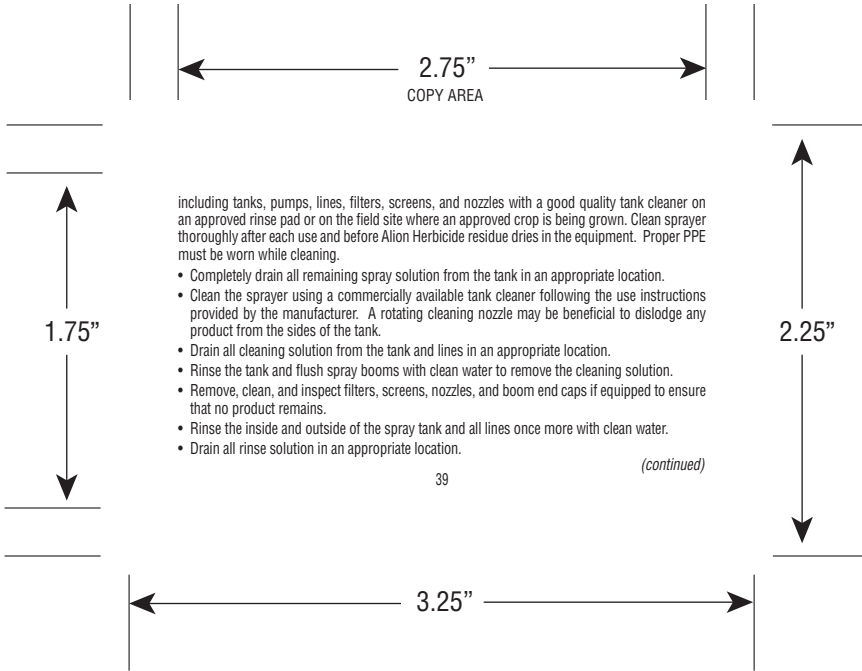 2.75”
COPY AREA
including tanks, pumps, lines, filters, screens, and nozzles with a good quality tank cleaner on
an approved rinse pad or on the field site where an approved crop is being grown. Clean sprayer
thoroughly after each use and before Alion Herbicide residue dries in the equipment. Proper PPE
must be worn while cleaning.
• Completely drain all remaining spray solution from the tank in an appropriate location.
• Clean the sprayer using a commercially available tank cleaner following the use instructions
provided by the manufacturer. A rotating cleaning nozzle may be beneficial to dislodge any
product from the sides of the tank.
• Drain all cleaning solution from the tank and lines in an appropriate location.
• Rinse the tank and flush spray booms with clean water to remove the cleaning solution.
• Remove, clean, and inspect filters, screens, nozzles, and boom end caps if equipped to ensure
that no product remains.
• Rinse the inside and outside of the spray tank and all lines once more with clean water.
• Drain all rinse solution in an appropriate location.
(continued)
39
1.75”
2.25”
3.25”